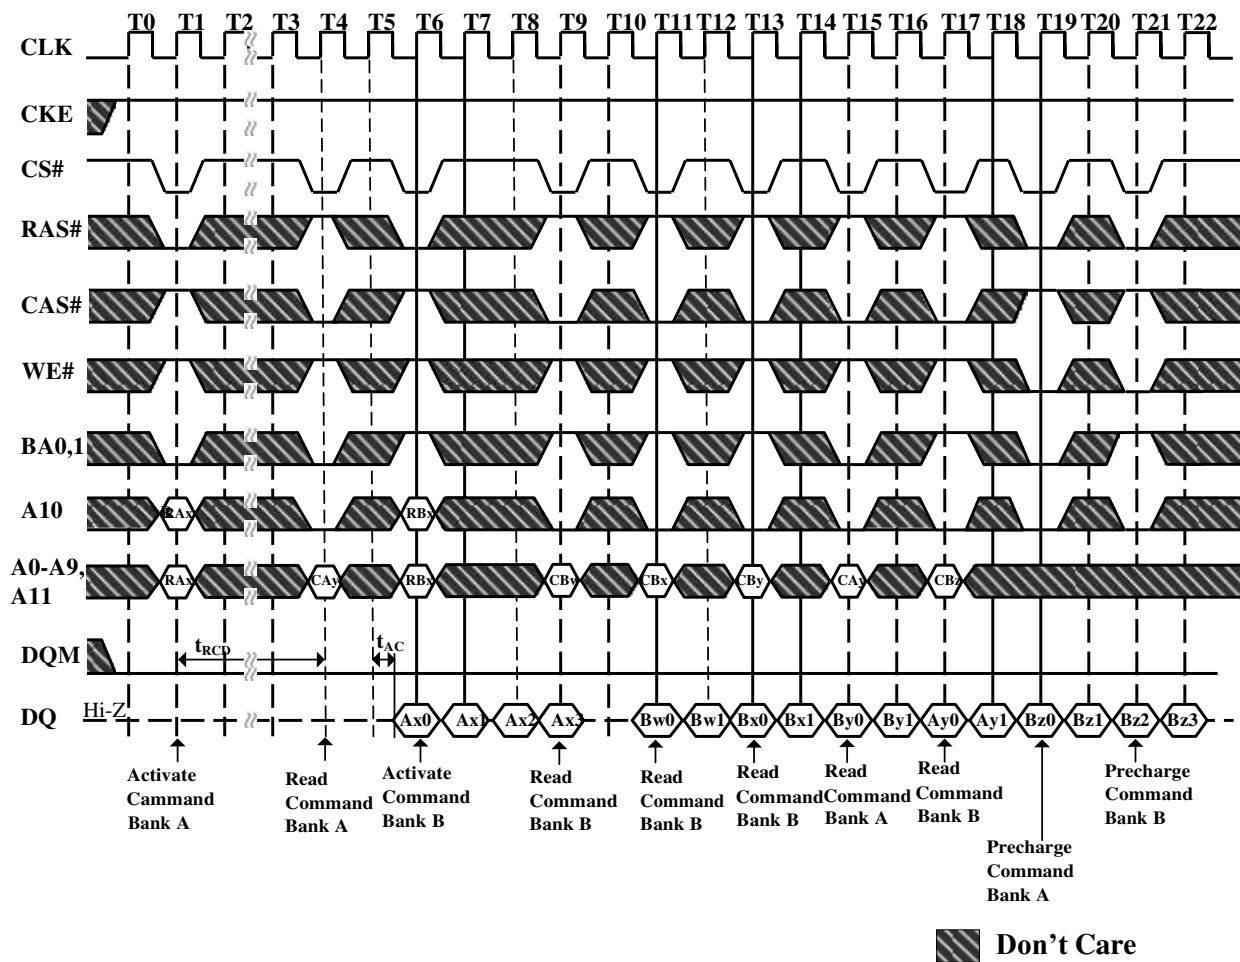 T0 T1 T2 T3 T4 T5 T6 T7 T8 T9 T10 T11 T12 T13 T14 T15 T16 T17 T18 T19 T20 T21 T22
CLK
CKE
CS#
RAS#
CAS#
WE#
BA0,1
A10 RAx RBx
A0-A9, A11 RAx CAy RBx CBw CBx CBy CAy CBz
DQM tRCD tAC
DQ Hi-Z Ax0 Ax1 Ax2 Ax3 Bw0 Bw1 Bx0 Bx1 By0 By1 Ay0 Ay1 Bz0 Bz1 Bz2 Bz3
Activate
Cammand
Bank A
Read
Command
Bank A
Activate
Command
Bank B
Read
Command
Bank B
Read
Command
Bank B
Read
Command
Bank B
Read
Command
Bank A
Read
Command
Bank B
Precharge
Command
Bank A
Precharge
Command
Bank B
Don't Care